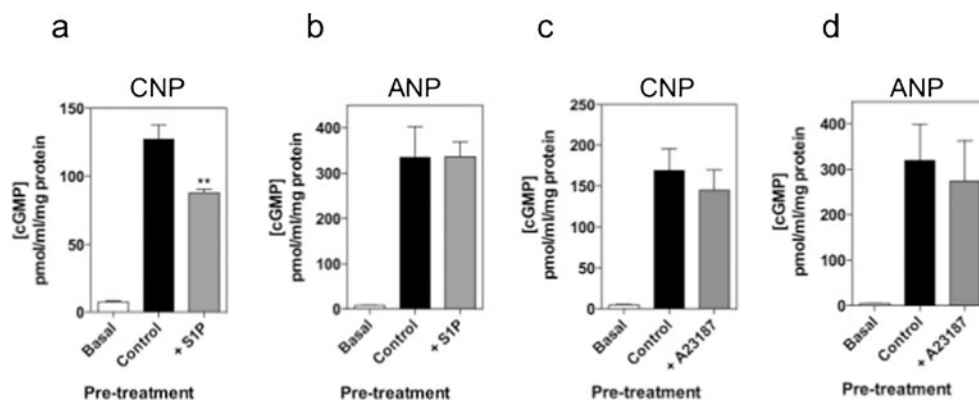 a
CNP
[cGMP]
pmol/ml/mg protein
150
100
50
0
**
Basal
Control
+ S1P
Pre-treatment
b
ANP
[cGMP]
pmol/ml/mg protein
400
300
200
100
0
Basal
Control
+ S1P
Pre-treatment
c
CNP
[cGMP]
pmol/ml/mg protein
250
200
150
100
50
0
Basal
Control
+ A23187
Pre-treatment
d
ANP
[cGMP]
pmol/ml/mg protein
400
300
200
100
0
Basal
Control
+ A23187
Pre-treatment